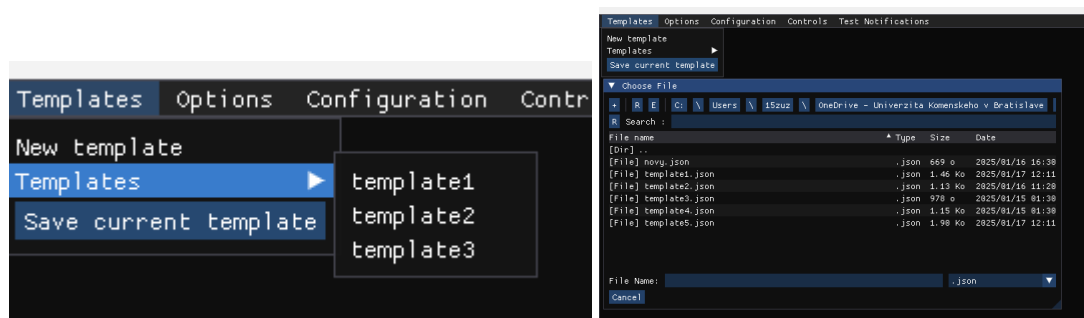 Templates Options Configuration Contr
New template
Templates
Save current template
template1
template2
template3
Templates Options Configuration Controls Test Notifications
New template
Templates
Save current template
Choose File
+ R E C: \ Users \ 15zuz \ OneDrive - Univerzita Komenskeho v Bratislave
R Search :
File name Type Size Date
[Dir] ..
[File] novy.json .json 669 o 2025/01/16 16:30
[File] template1.json .json 1.46 Ko 2025/01/17 12:11
[File] template2.json .json 1.13 Ko 2025/01/16 11:20
[File] template3.json .json 978 o 2025/01/15 01:30
[File] template4.json .json 1.15 Ko 2025/01/15 01:30
[File] template5.json .json 1.90 Ko 2025/01/17 12:11
File Name: .json
Cancel